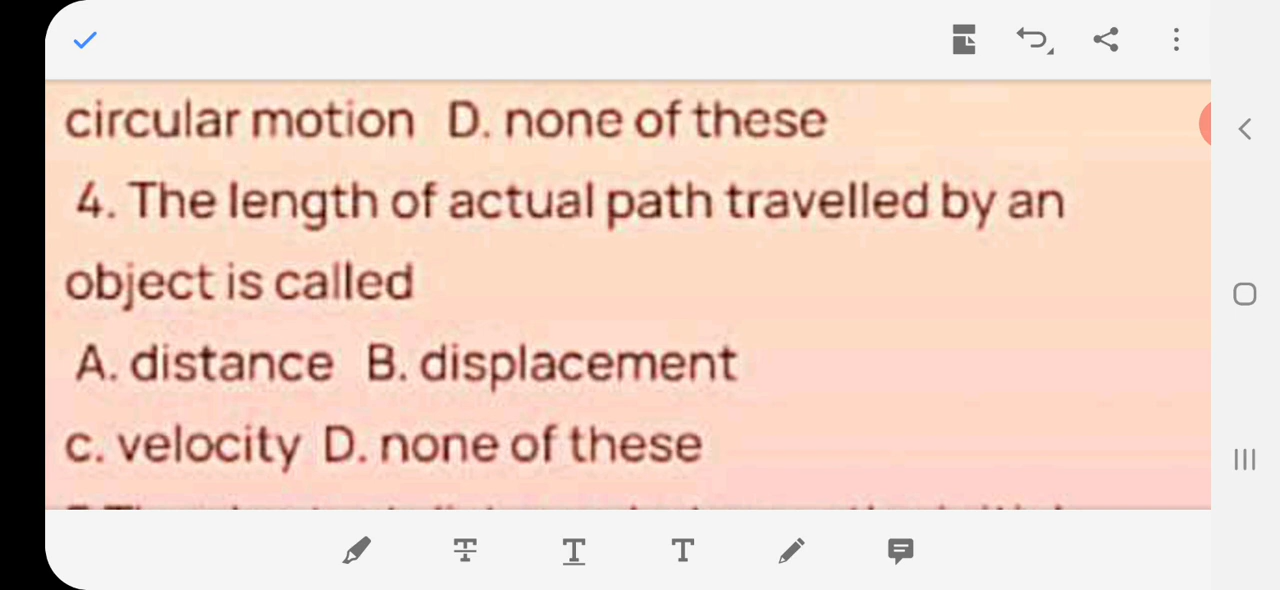 circular motion D. none of these
4. The length of actual path travelled by an
object is called
A. distance B. displacement
c. velocity D. none of these